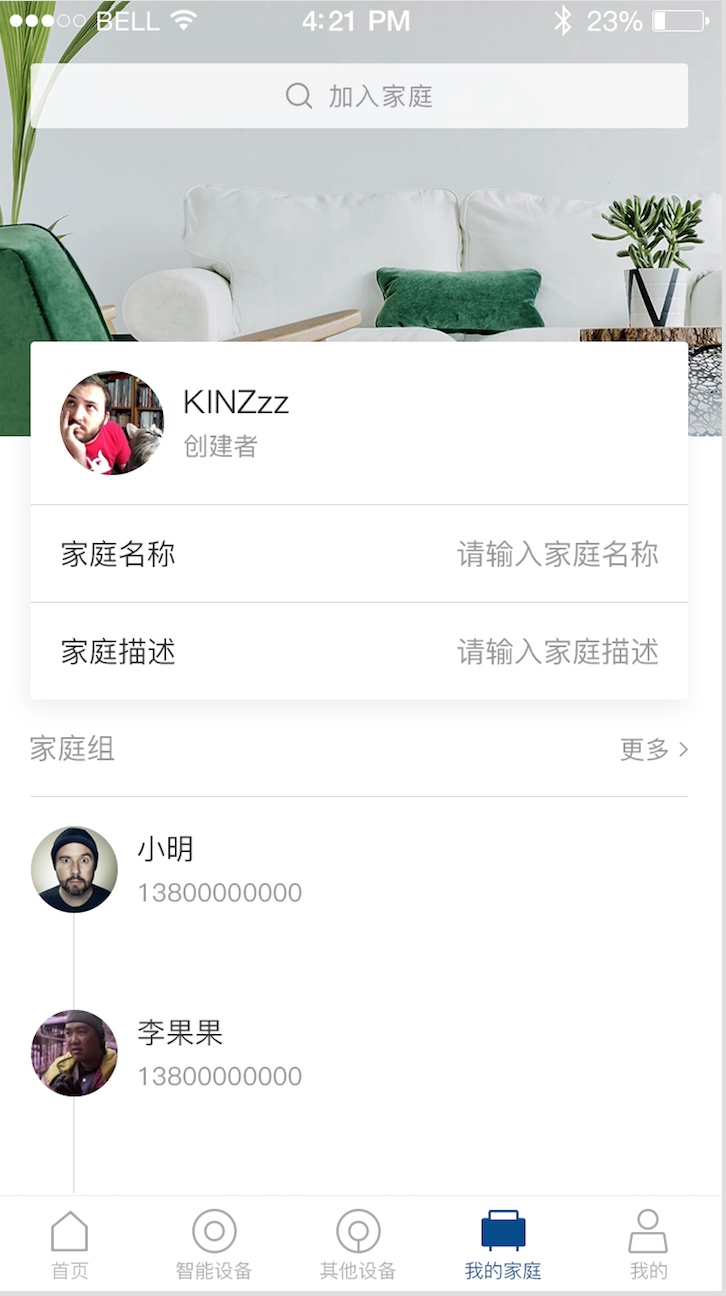 BELL 4:21 PM 23%
加入家庭
KINZzz
创建者
家庭名称 请输入家庭名称
家庭描述 请输入家庭描述
家庭组 更多
小明
13800000000
李果果
13800000000
首页 智能设备 其他设备 我的家庭 我的